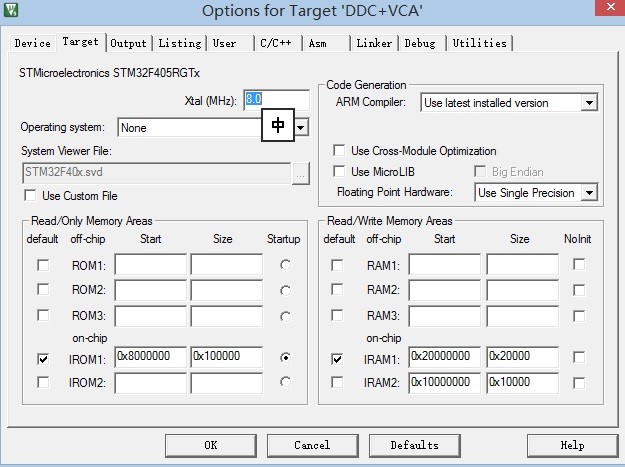 Options for Target 'DDC+VCA'
Device Target Output Listing User C/C++ Asm Linker Debug Utilities
STMicroelectronics STM32F405RGTx
Xtal (MHz): 8.0
中
Operating system: None
System Viewer File:
STM32F40x.svd ...
Use Custom File
Code Generation
ARM Compiler: Use latest installed version
Use Cross-Module Optimization
Use MicroLIB Big Endian
Floating Point Hardware: Use Single Precision
Read/Only Memory Areas
default off-chip Start Size Startup
ROM1:
ROM2:
ROM3:
on-chip
IROM1: 0x8000000 0x100000
IROM2:
Read/Write Memory Areas
default off-chip Start Size NoInit
RAM1:
RAM2:
RAM3:
on-chip
IRAM1: 0x20000000 0x20000
IRAM2: 0x10000000 0x10000
OK Cancel Defaults Help